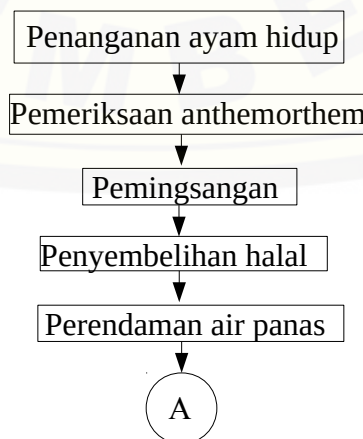 Penanganan ayam hidup
Pemeriksaan anthemorthem
Pemingsangan
Penyembelihan halal
Perendaman air panas
A